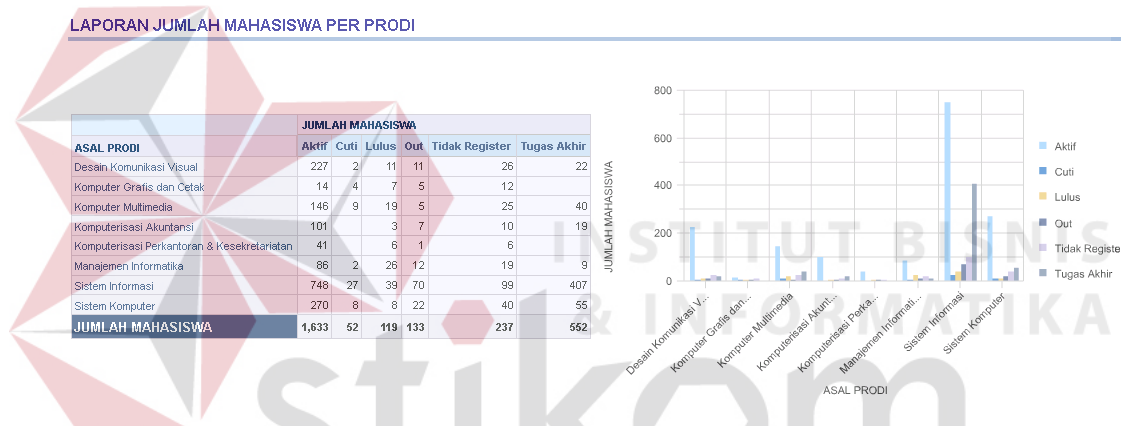 LAPORAN JUMLAH MAHASISWA PER PRODI
JUMLAH MAHASISWA
ASAL PRODI Aktif Cuti Lulus Out Tidak Register Tugas Akhir
Desain Komunikasi Visual 227 2 11 11 26 22
Komputer Grafis dan Cetak 14 4 7 5 12
Komputer Multimedia 146 9 19 5 25 40
Komputerisasi Akuntansi 101 3 7 10 19
Komputerisasi Perkantoran & Kesekretariatan 41 6 1 6
Manajemen Informatika 86 2 26 12 19 9
Sistem Informasi 748 27 39 70 99 407
Sistem Komputer 270 8 8 22 40 55
JUMLAH MAHASISWA 1,633 52 119 133 237 552
JUMLAH MAHASISWA
800
600
400
200
0
Desain Komunikasi V...
Komputer Grafis dan...
Komputer Multimedia
Komputerisasi Akunt...
Komputerisasi Perka...
Manajemen Informati...
Sistem Informasi
Sistem Komputer
ASAL PRODI
Aktif
Cuti
Lulus
Out
Tidak Registe
Tugas Akhir
INSTITUT BISNIS
& INFORMATIKA
stikom